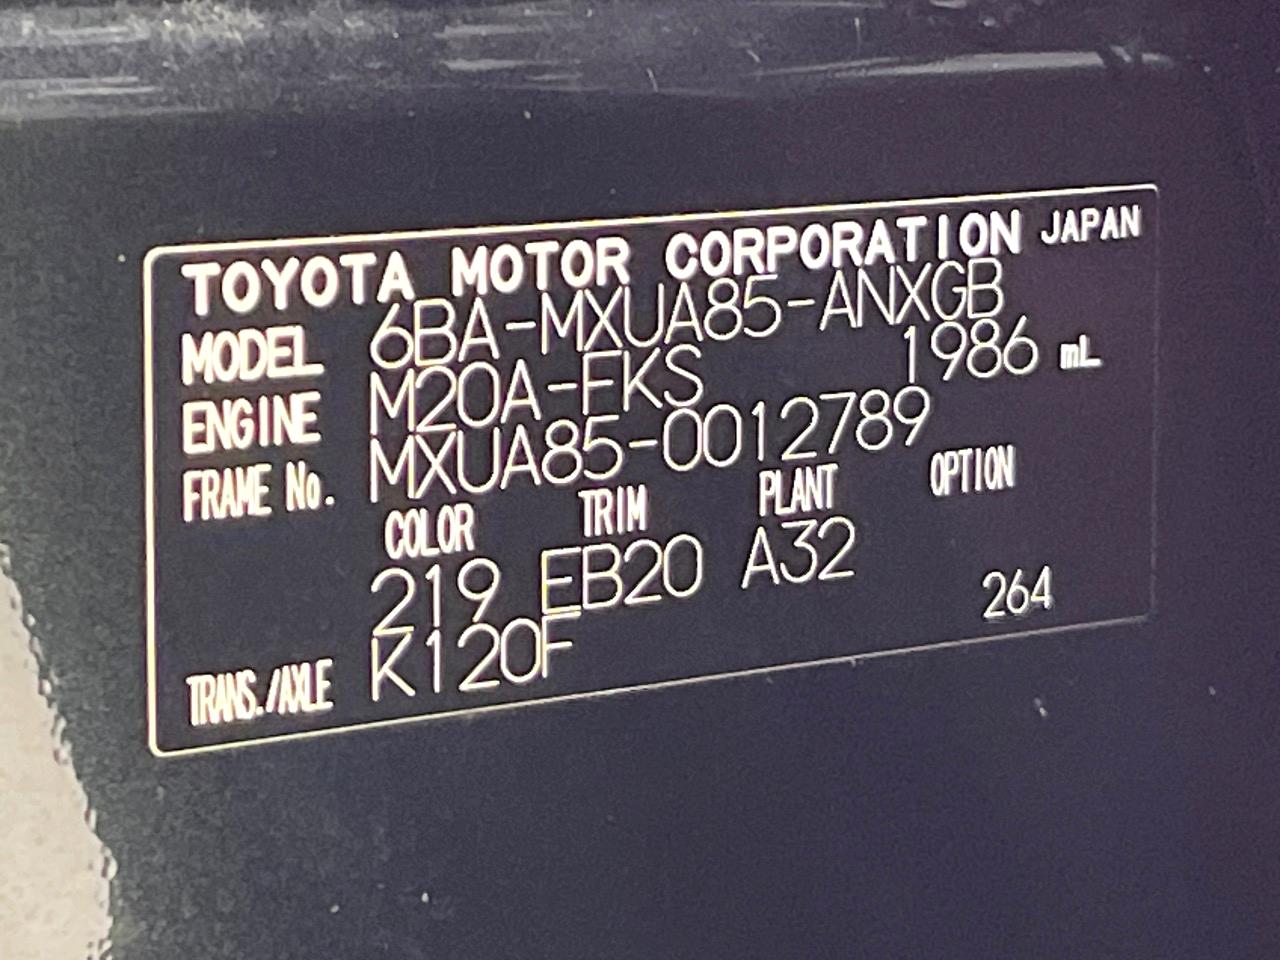 TOYOTA MOTOR CORPORATION JAPAN
MODEL 6BA-MXUA85-ANXGB
ENGINE M20A-FKS 1986 mL
FRAME No. MXUA85-0012789
COLOR TRIM PLANT OPTION
219 EB20 A32
TRANS./AXLE K120F 264